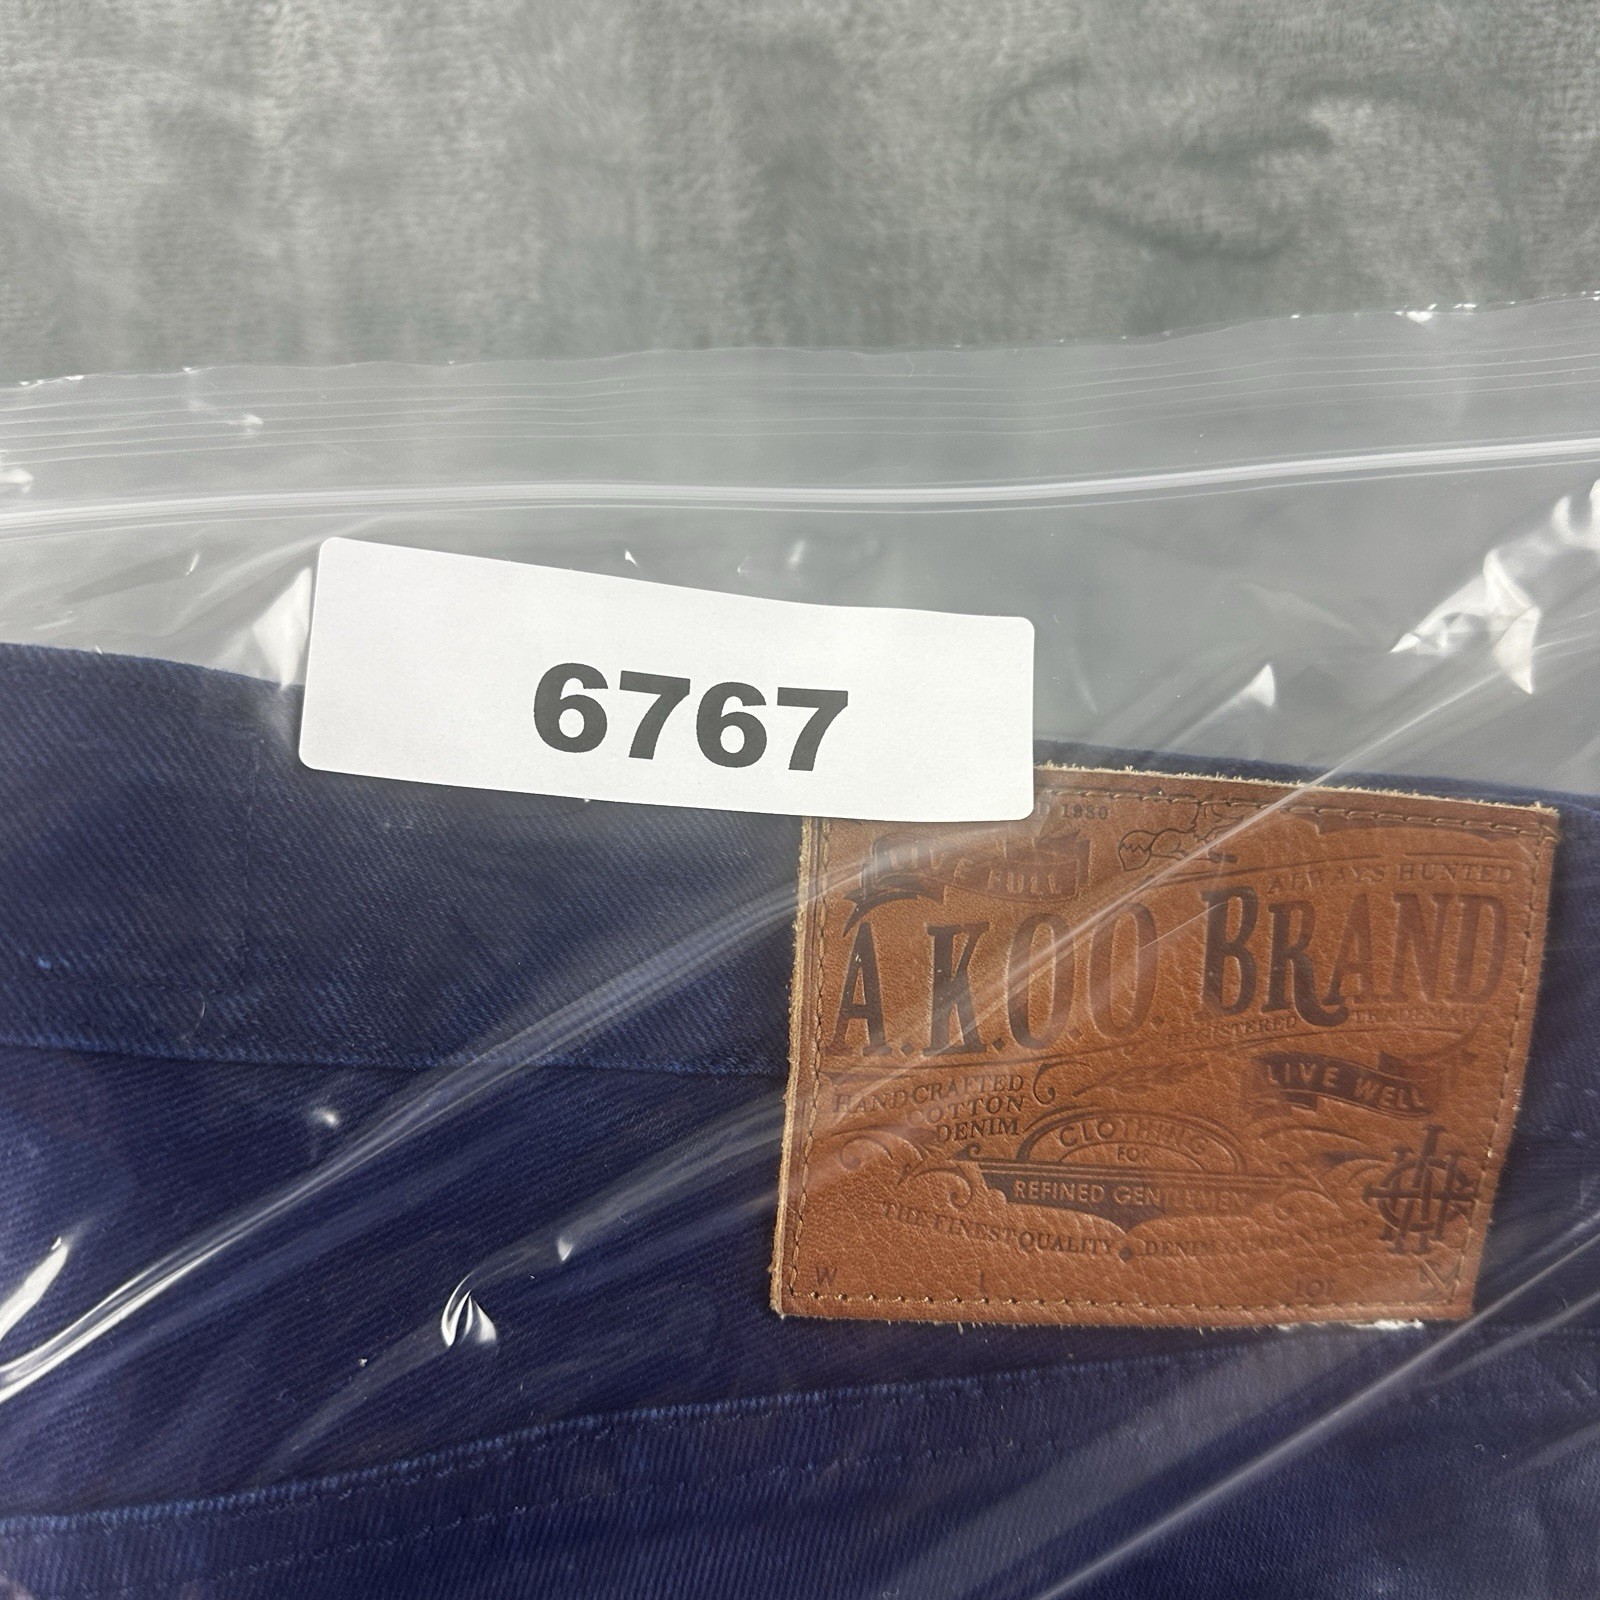 6767
1980
FULL
ALWAYS HUNTED
A.K.O.O. BRAND
REGISTERED TRADEMARK
HANDCRAFTED
COTTON
DENIM
LIVE WELL
CLOTHING
FOR
REFINED GENTLEMEN
THE FINEST QUALITY DENIM GUARANTEED
W L